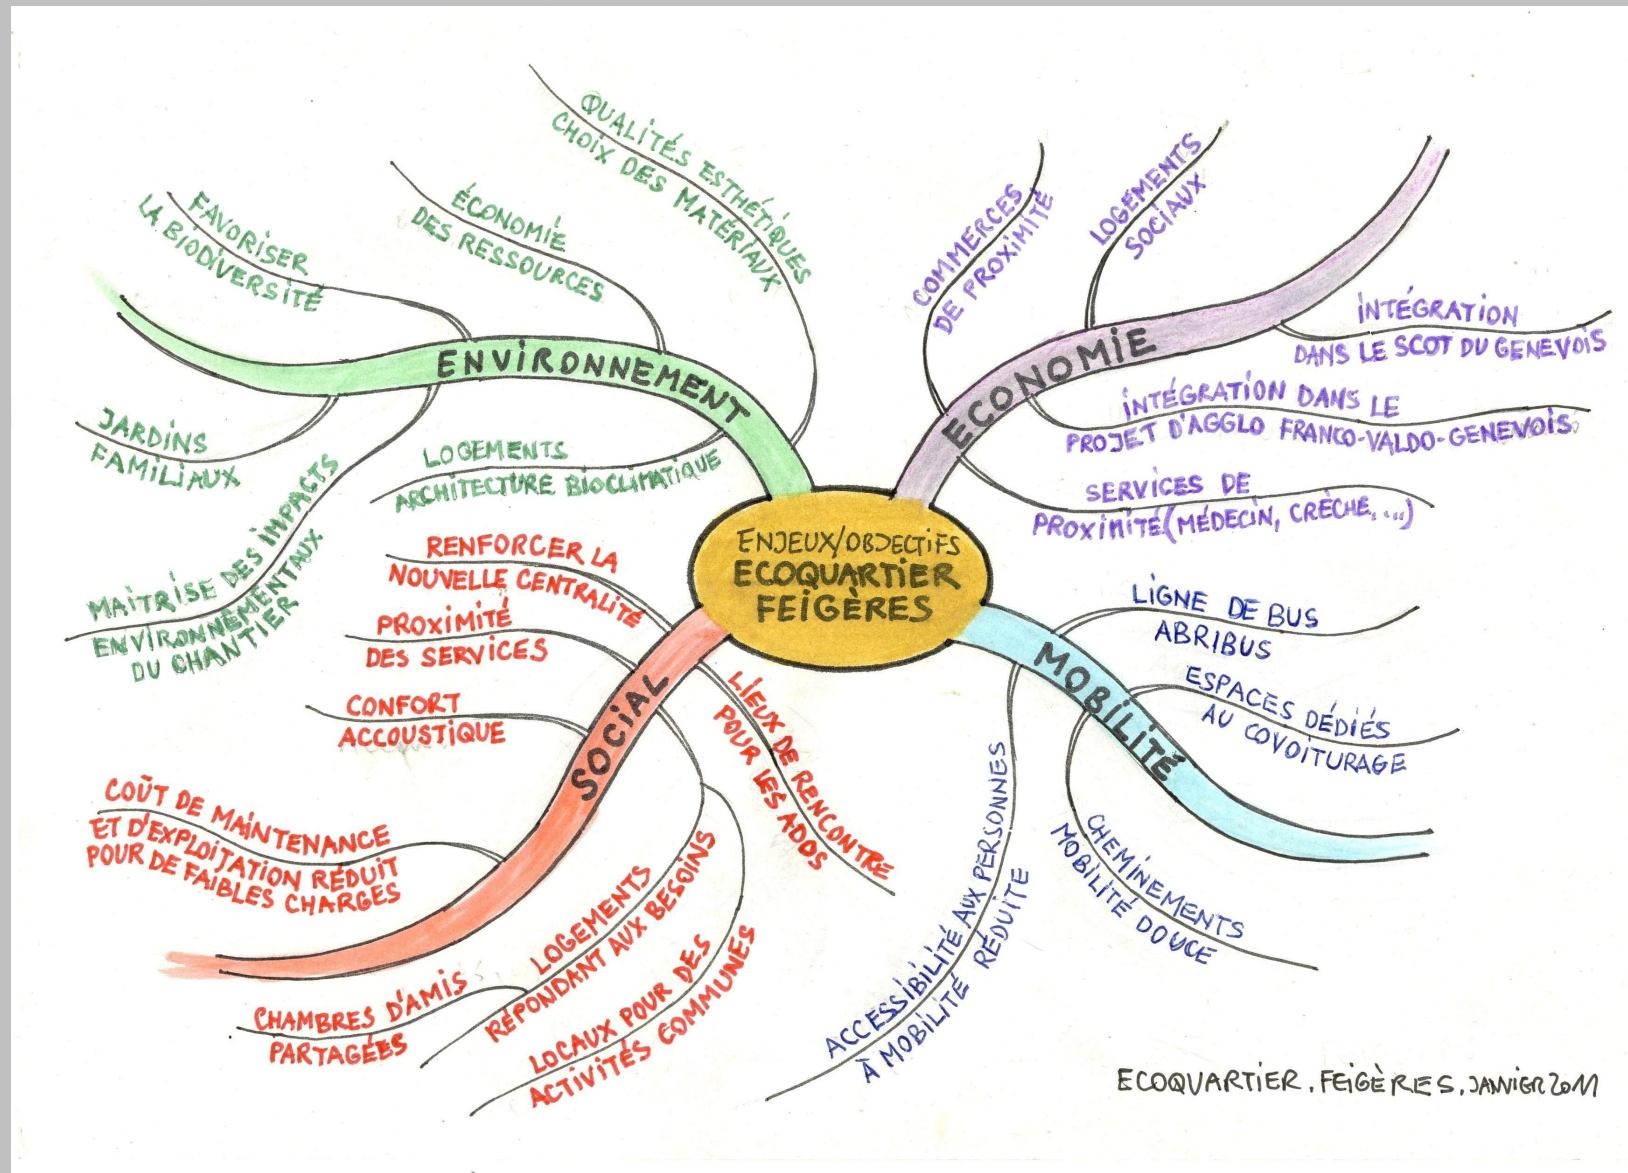 ENJEUX/OBJECTIFS
ECOQUARTIER
FEIGÈRES
ENVIRONNEMENT
QUALITÉS ESTHÉTIQUES
CHOIX DES MATÉRIAUX
ÉCONOMIE
DES RESSOURCES
FAVORISER
LA BIODIVERSITÉ
JARDINS
FAMILIAUX
MAITRISE DES IMPACTS
ENVIRONNEMENTAUX
DU CHANTIER
LOGEMENTS
ARCHITECTURE BIOCLIMATIQUE
ECONOMIE
COMMERCES
DE PROXIMITÉ
LOGEMENTS
SOCIAUX
INTÉGRATION
DANS LE SCOT DU GENEVOIS
INTÉGRATION DANS LE
PROJET D'AGGLO FRANCO-VALDO-GENEVOIS
SERVICES DE
PROXIMITÉ (MÉDECIN, CRÈCHE, ...)
MOBILITÉ
LIGNE DE BUS
ABRIBUS
ESPACES DÉDIÉS
AU COVOITURAGE
CHEMINEMENTS
MOBILITÉ DOUCE
ACCESSIBILITÉ AUX PERSONNES
À MOBILITÉ RÉDUITE
SOCIAL
RENFORCER LA
NOUVELLE CENTRALITÉ
PROXIMITÉ
DES SERVICES
CONFORT
ACCOUSTIQUE
COÛT DE MAINTENANCE
ET D'EXPLOITATION RÉDUIT
POUR DE FAIBLES CHARGES
LIEUX DE RENCONTRE
POUR LES ADOS
LOGEMENTS
RÉPONDANT AUX BESOINS
CHAMBRES D'AMIS
PARTAGÉES
LOCAUX POUR DES
ACTIVITÉS COMMUNES
ECOQUARTIER. FEIGÈRES. JANVIER 2011